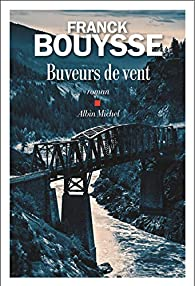 FRANCK
BOUYSSE
Buveurs de vent
roman
Albin Michel